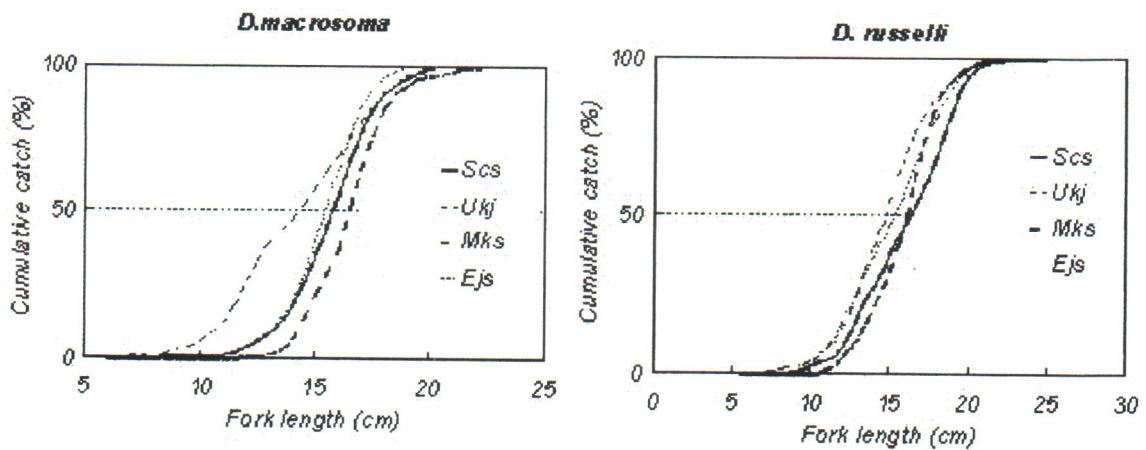 D.macrosoma
100
50
0
Cumulative catch (%)
5
10
15
20
25
Fork length (cm)
Scs
Ukj
Mks
Ejs
D. russelli
100
50
0
Cumulative catch (%)
0
5
10
15
20
25
30
Fork length (cm)
Scs
Ukj
Mks
Ejs